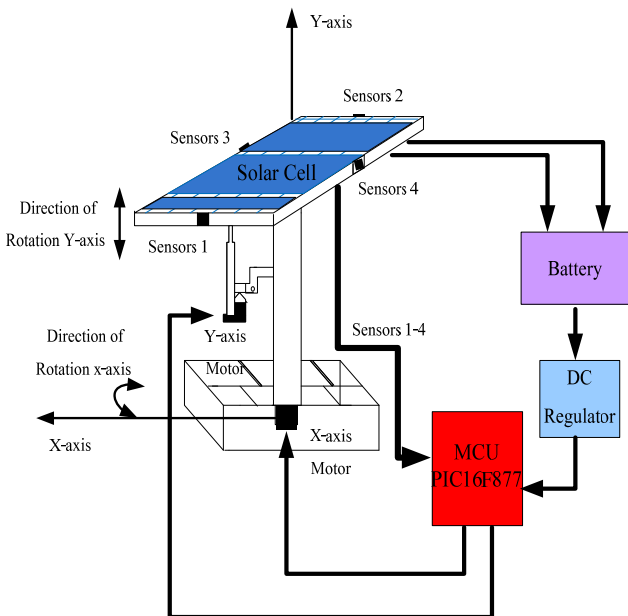 Y-axis
Sensors 2
Sensors 3
Solar Cell
Sensors 4
Direction of
Rotation Y-axis
Sensors 1
Battery
Y-axis
Motor
Sensors 1-4
Direction of
Rotation x-axis
DC
Regulator
X-axis
X-axis
Motor
MCU
PIC16F877